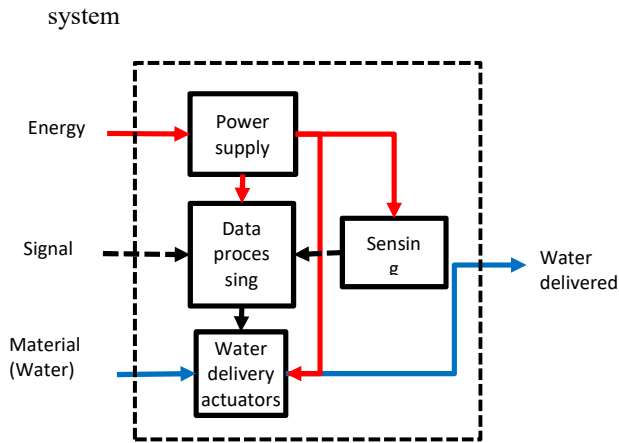 system
Energy
Power
supply
Signal
Data
proces
sing
Sensin
g
Water
delivered
Material
(Water)
Water
delivery
actuators